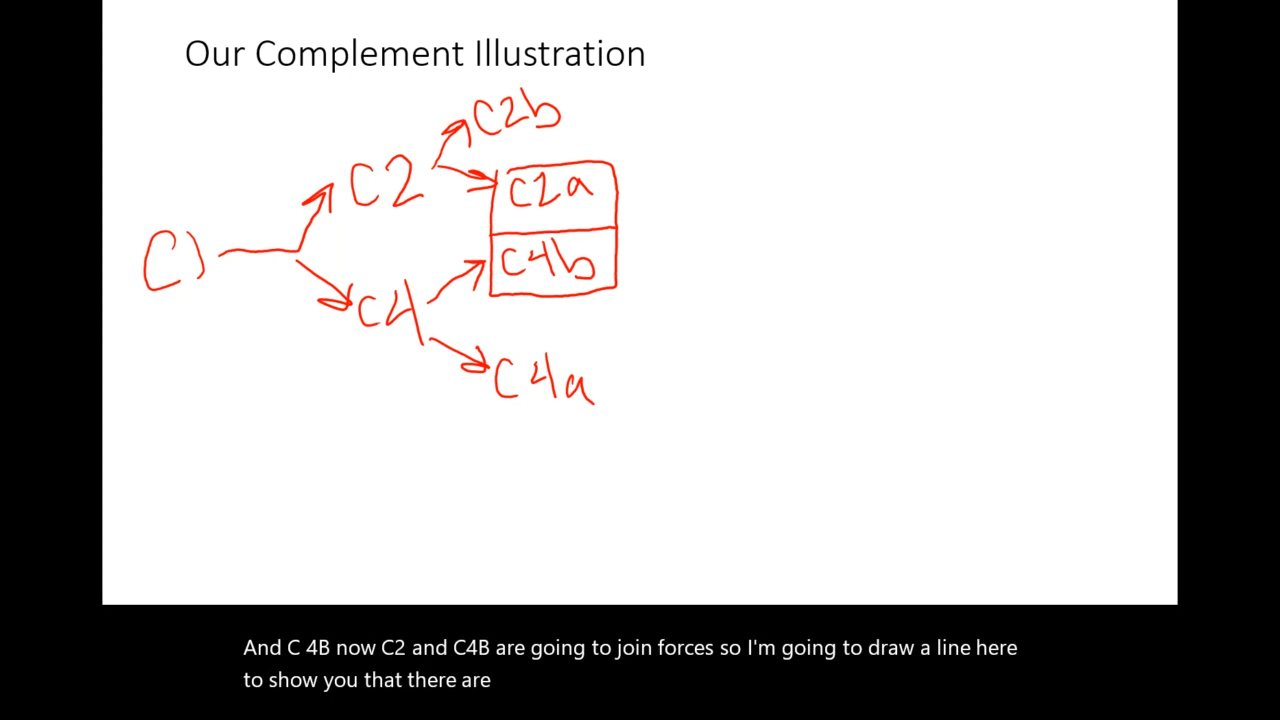 Our Complement Illustration
C2b
C2
C2a
C1
C4b
C4
C4a
And C 4B now C2 and C4B are going to join forces so I'm going to draw a line here
to show you that there are